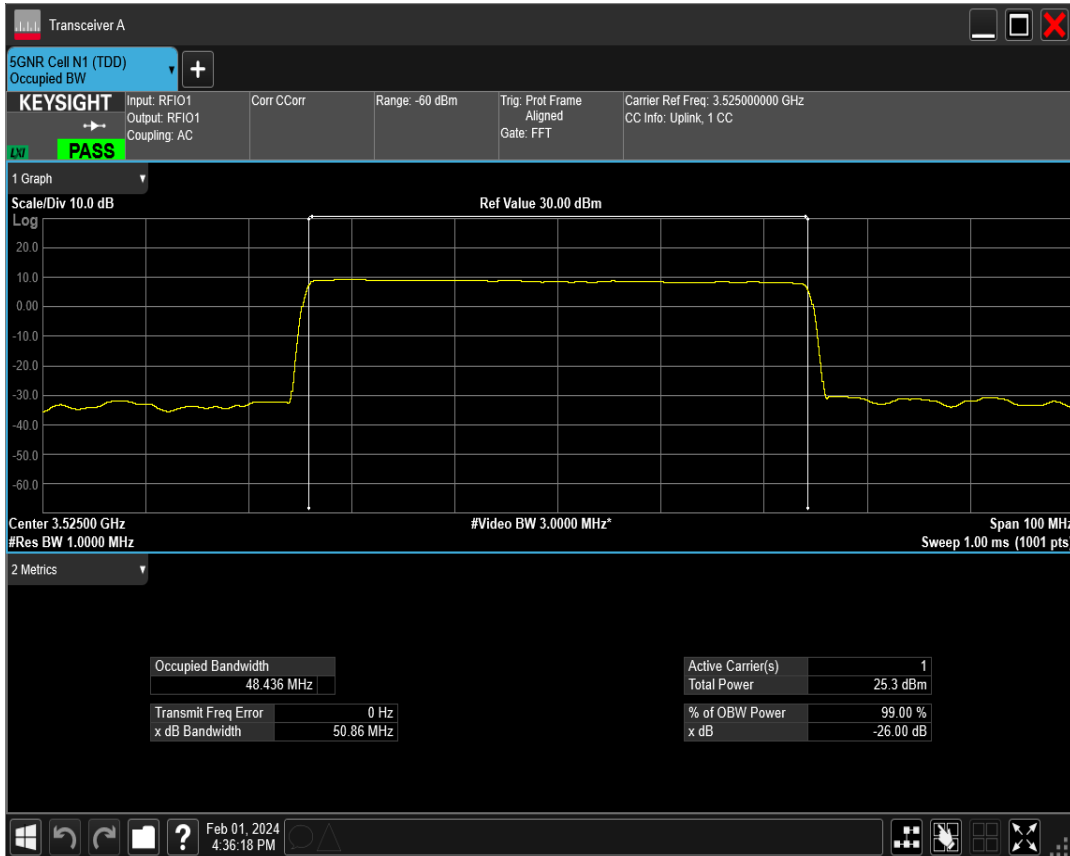 Transceiver A
5GNR Cell N1 (TDD)
Occupied BW
+
KEYSIGHT
LXI
PASS
Input: RFIO1
Output: RFIO1
Coupling: AC
Corr CCorr
Range: -60 dBm
Trig: Prot Frame
Aligned
Gate: FFT
Carrier Ref Freq: 3.525000000 GHz
CC Info: Uplink, 1 CC
1 Graph
Scale/Div 10.0 dB
Ref Value 30.00 dBm
Log
20.0
10.0
0.00
-10.0
-20.0
-30.0
-40.0
-50.0
-60.0
Center 3.52500 GHz
#Video BW 3.0000 MHz*
Span 100 MHz
#Res BW 1.0000 MHz
Sweep 1.00 ms (1001 pts)
2 Metrics
Occupied Bandwidth
48.436 MHz
Transmit Freq Error 0 Hz
x dB Bandwidth 50.86 MHz
Active Carrier(s) 1
Total Power 25.3 dBm
% of OBW Power 99.00 %
x dB -26.00 dB
?
Feb 01, 2024
4:36:18 PM